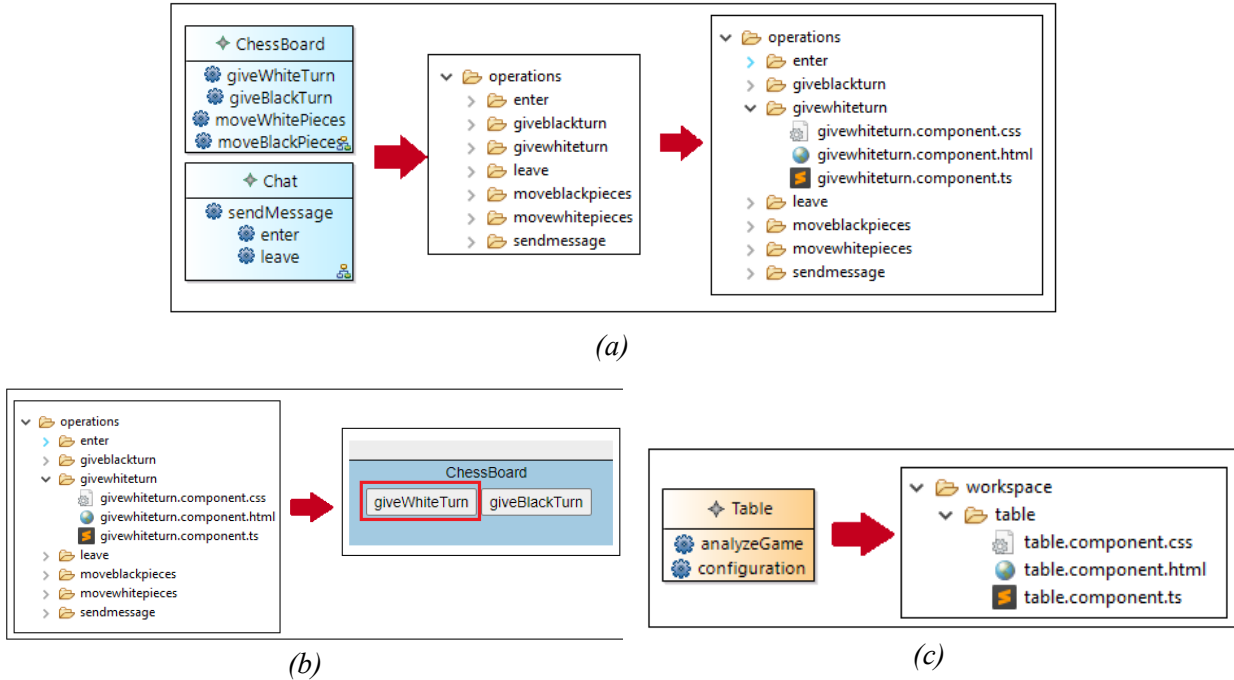 ChessBoard
giveWhiteTurn
giveBlackTurn
moveWhitePieces
moveBlackPieces
Chat
sendMessage
enter
leave
operations
enter
giveblackturn
givewhiteturn
leave
moveblackpieces
movewhitepieces
sendmessage
operations
enter
giveblackturn
givewhiteturn
givewhiteturn.component.css
givewhiteturn.component.html
givewhiteturn.component.ts
leave
moveblackpieces
movewhitepieces
sendmessage
(a)
operations
enter
giveblackturn
givewhiteturn
givewhiteturn.component.css
givewhiteturn.component.html
givewhiteturn.component.ts
leave
moveblackpieces
movewhitepieces
sendmessage
ChessBoard
giveWhiteTurn giveBlackTurn
(b)
Table
analyzeGame
configuration
workspace
table
table.component.css
table.component.html
table.component.ts
(c)